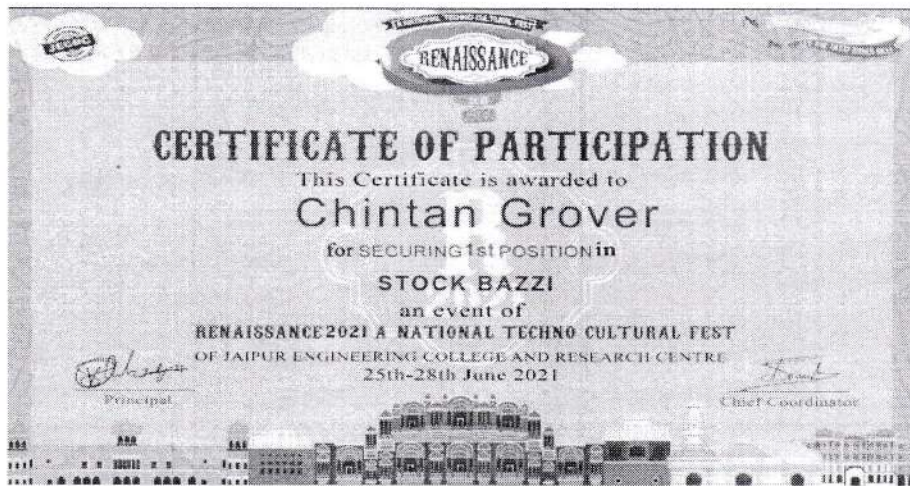 RENAISSANCE
CERTIFICATE OF PARTICIPATION
This Certificate is awarded to
Chintan Grover
for SECURING 1st POSITION in
STOCK BAZZI
an event of
RENAISSANCE 2021 A NATIONAL TECHNO CULTURAL FEST
OF JAIPUR ENGINEERING COLLEGE AND RESEARCH CENTRE
25th-28th June 2021
Principal
Chief Coordinator